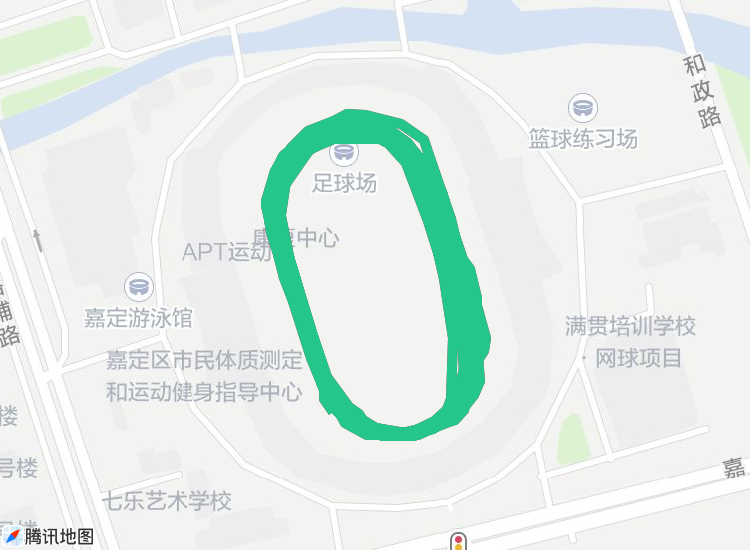 和政路
篮球练习场
足球场
康复中心
APT运动
嘉定游泳馆
满贯培训学校
网球项目
嘉定区市民体质测定
和运动健身指导中心
路
楼
号楼
嘉
七乐艺术学校
腾讯地图